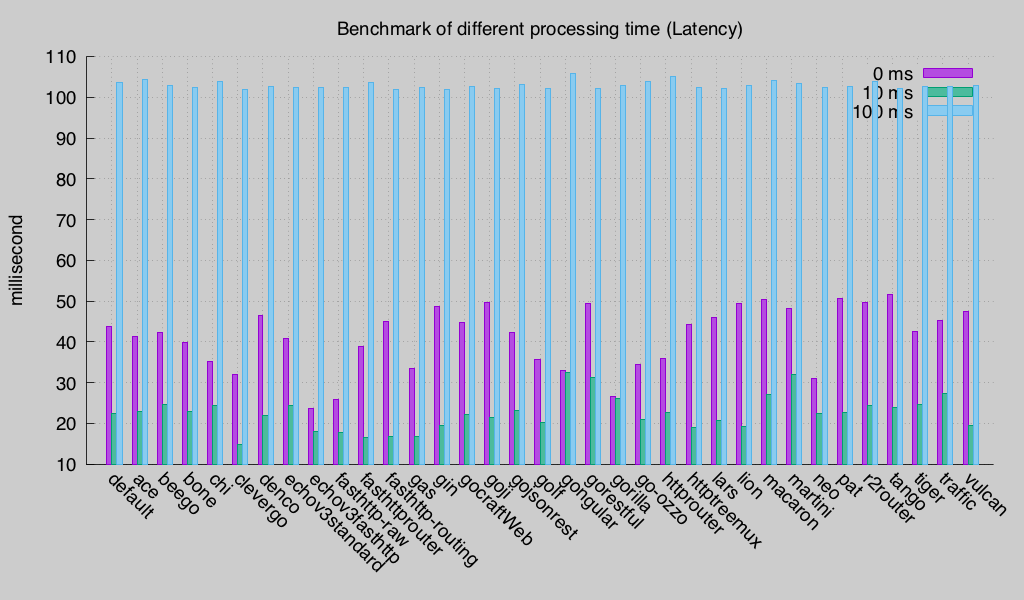 Benchmark of different processing time (Latency)
millisecond
110
100
90
80
70
60
50
40
30
20
10
0 ms
10 ms
100 ms
default
ace
beego
bone
chi
clevergo
denco
echov3standard
echov3fasthttp
fasthttp-raw
fasthttprouter
fasthttp-routing
gas
gin
gocraftWeb
goji
gojsonrest
golf
gongular
gorestful
gorilla
go-ozzo
httprouter
httptreemux
lars
lion
macaron
martini
neo
pat
r2router
tango
tiger
traffic
vulcan